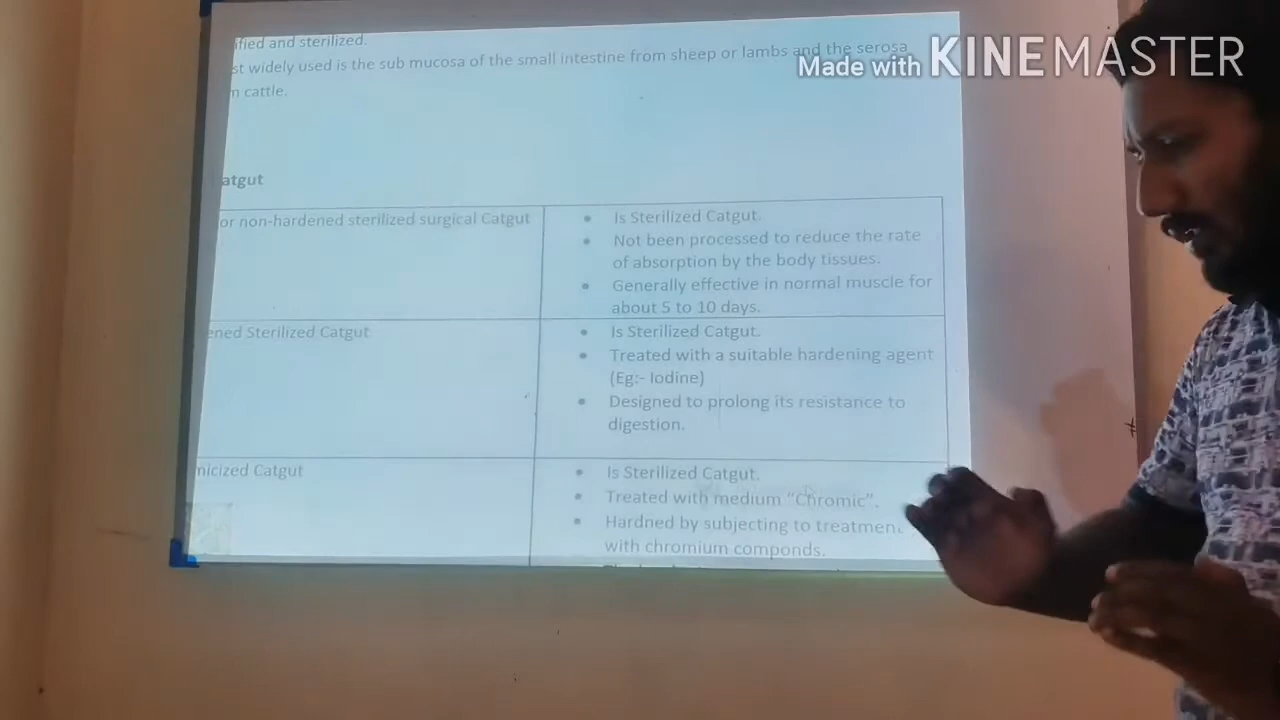 ified and sterilized.
st widely used is the sub mucosa of the small intestine from sheep or lambs and the serosa
n cattle.
Made with KINEMASTER
atgut
or non-hardened sterilized surgical Catgut
• Is Sterilized Catgut.
• Not been processed to reduce the rate
of absorption by the body tissues.
• Generally effective in normal muscle for
about 5 to 10 days.
ened Sterilized Catgut
• Is Sterilized Catgut.
• Treated with a suitable hardening agent
(Eg:- Iodine)
• Designed to prolong its resistance to
digestion.
micized Catgut
• Is Sterilized Catgut.
• Treated with medium “Chromic”.
• Hardned by subjecting to treatment
with chromium componds.